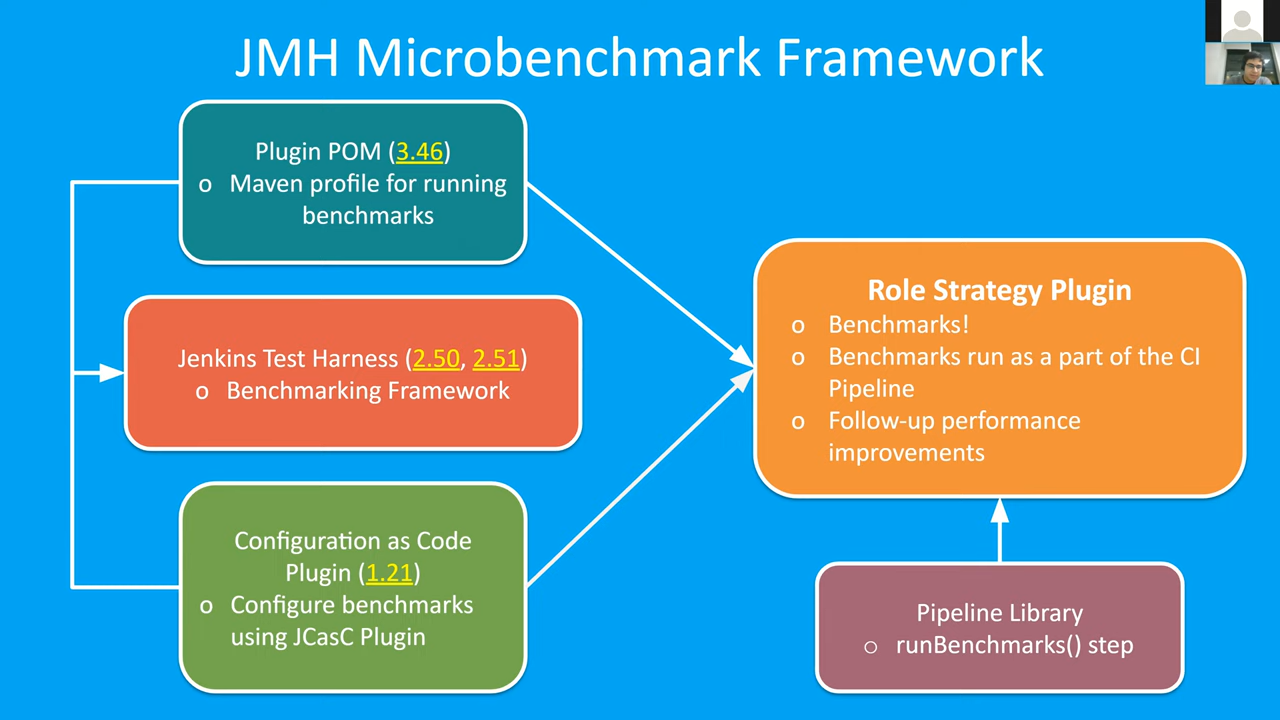 JMH Microbenchmark Framework
Plugin POM (3.46)
o Maven profile for running
benchmarks
Jenkins Test Harness (2.50, 2.51)
o Benchmarking Framework
Configuration as Code
Plugin (1.21)
o Configure benchmarks
using JCasC Plugin
Role Strategy Plugin
o Benchmarks!
o Benchmarks run as a part of the CI
Pipeline
o Follow-up performance
improvements
Pipeline Library
o runBenchmarks() step